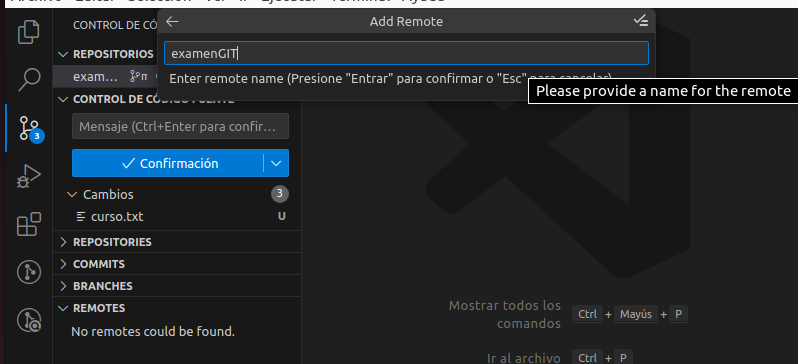 Add Remote
CONTROL DE CÓ
REPOSITORIOS
examenGIT
exam...
Enter remote name (Presione "Entrar" para confirmar o "Esc" para cancelar)
Please provide a name for the remote
CONTROL DE CÓDIGO FUENTE
Mensaje (Ctrl+Enter para confir...
3
Confirmación
Cambios 3
curso.txt U
REPOSITORIES
COMMITS
BRANCHES
REMOTES
No remotes could be found.
Mostrar todos los comandos Ctrl + Mayús + P
Ir al archivo Ctrl + P